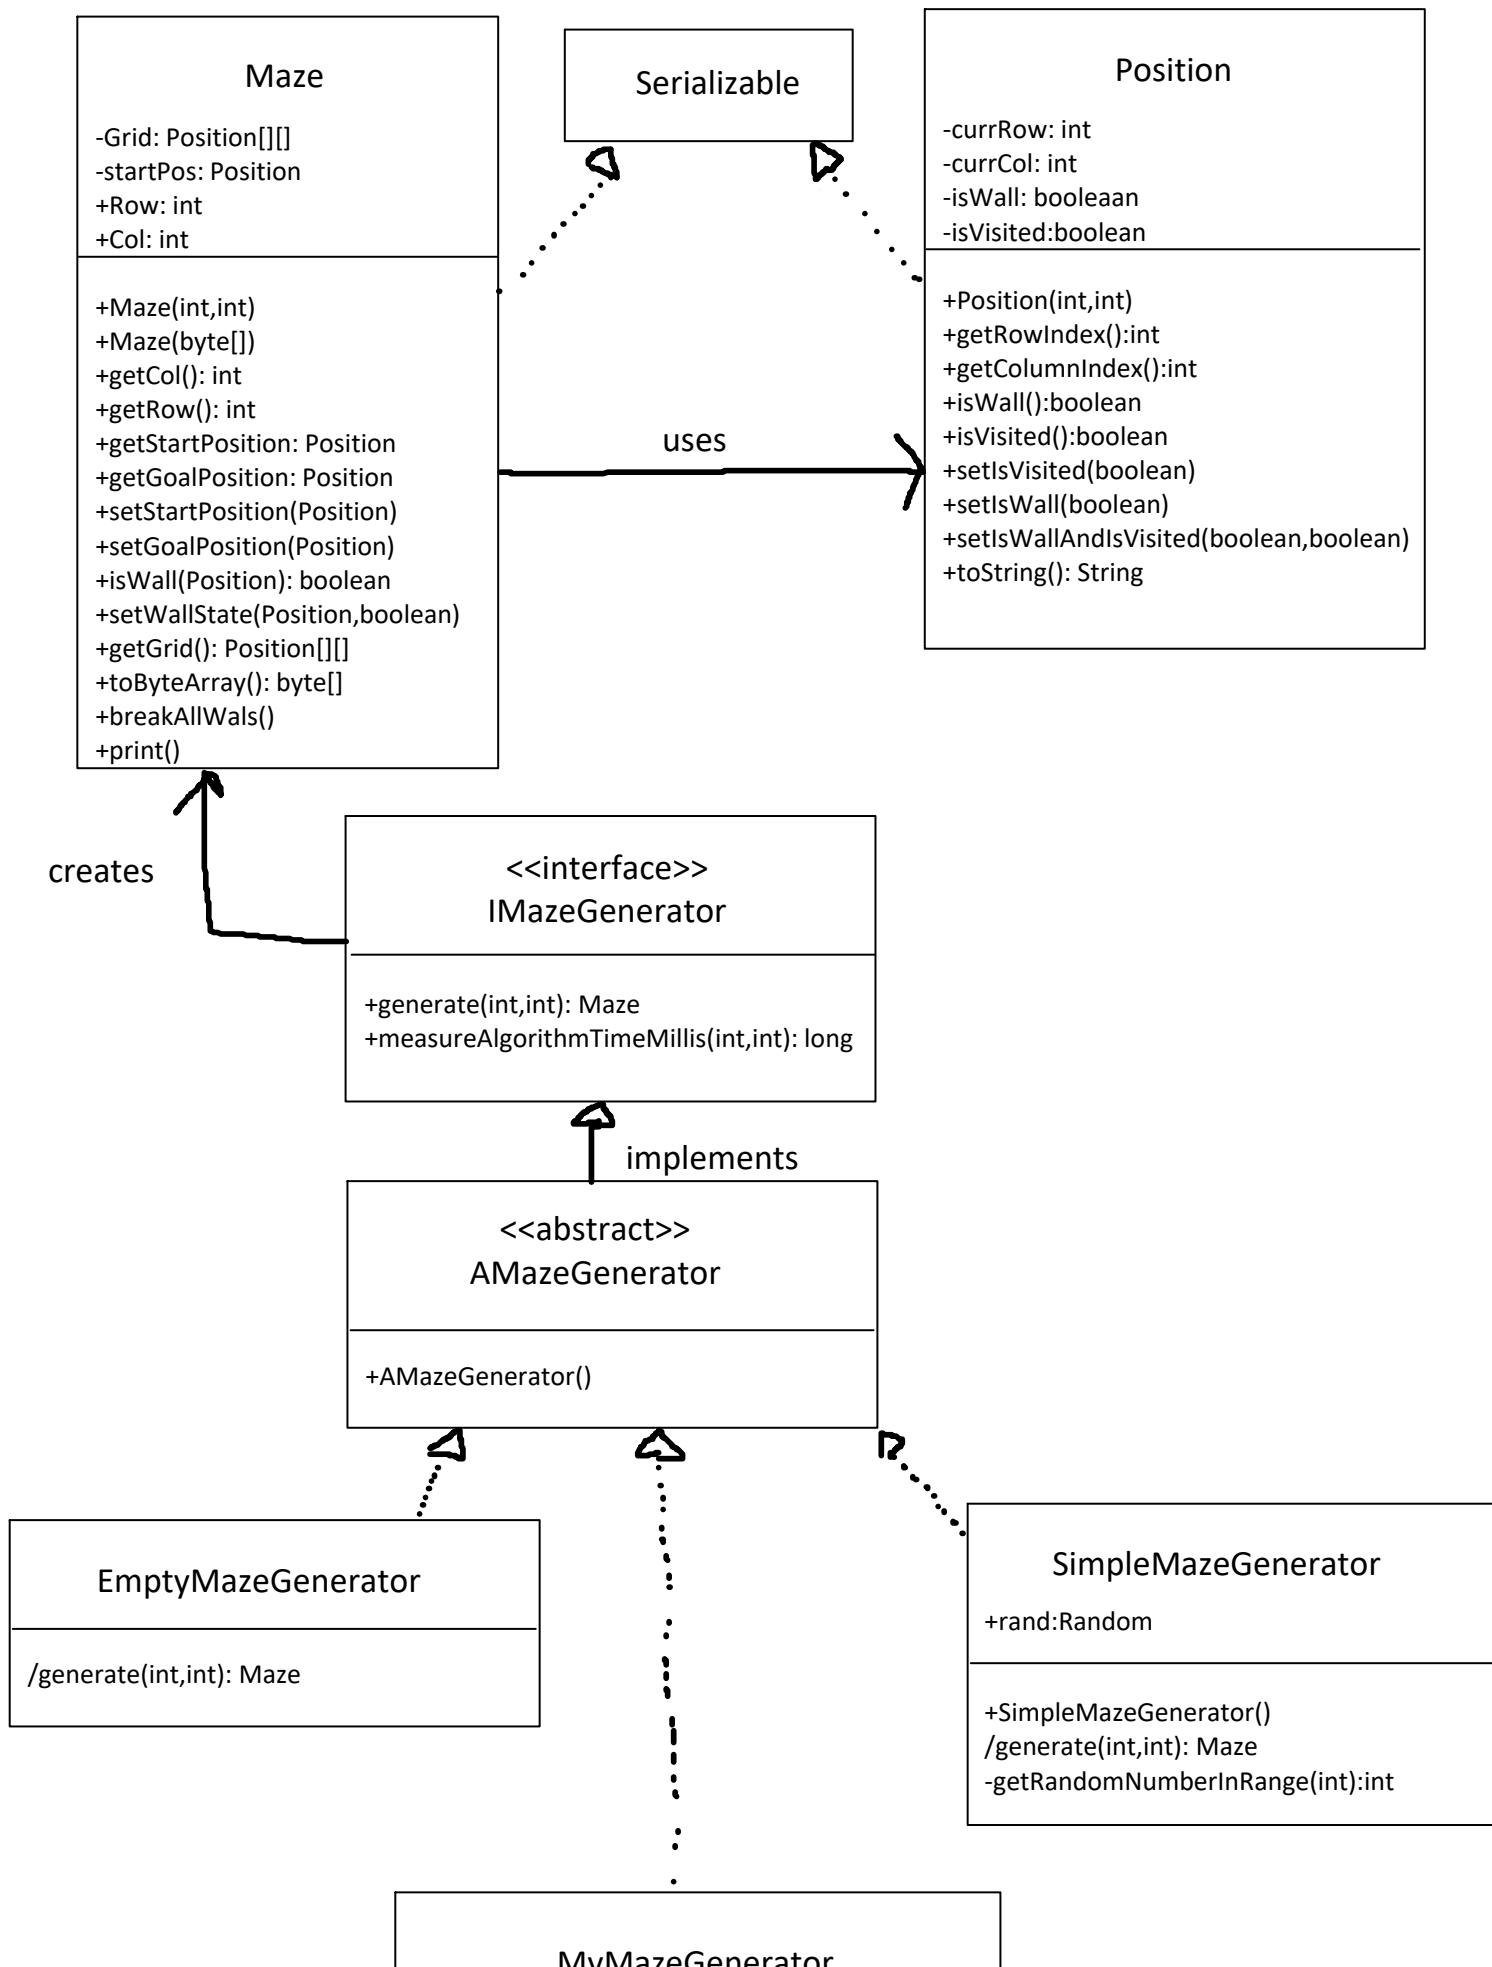 Maze
-Grid: Position[][]
-startPos: Position
+Row: int
+Col: int
+Maze(int,int)
+Maze(byte[])
+getCol(): int
+getRow(): int
+getStartPosition: Position
+getGoalPosition: Position
+setStartPosition(Position)
+setGoalPosition(Position)
+isWall(Position): boolean
+setWallState(Position,boolean)
+getGrid(): Position[][]
+toByteArray(): byte[]
+breakAllWals()
+print()
Serializable
Position
-currRow: int
-currCol: int
-isWall: booleaan
-isVisited:boolean
+Position(int,int)
+getRowIndex():int
+getColumnIndex():int
+isWall():boolean
+isVisited():boolean
+setIsVisited(boolean)
+setIsWall(boolean)
+setIsWallAndIsVisited(boolean,boolean)
+toString(): String
uses
creates
<<interface>>
IMazeGenerator
+generate(int,int): Maze
+measureAlgorithmTimeMillis(int,int): long
implements
<<abstract>>
AMazeGenerator
+AMazeGenerator()
EmptyMazeGenerator
/generate(int,int): Maze
SimpleMazeGenerator
+rand:Random
+SimpleMazeGenerator()
/generate(int,int): Maze
-getRandomNumberInRange(int):int
MyMazeGenerator